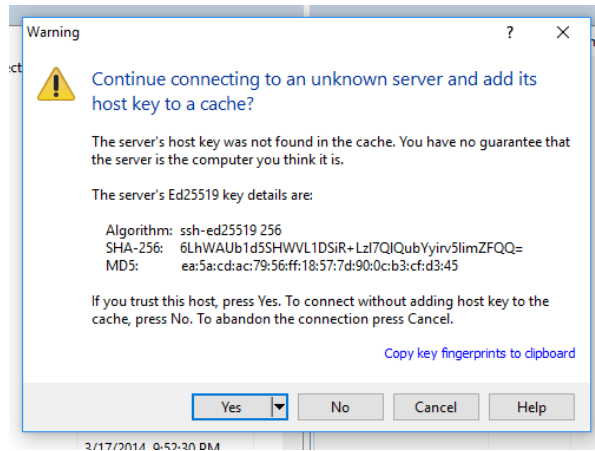 Warning
?
Continue connecting to an unknown server and add its
host key to a cache?
The server's host key was not found in the cache. You have no guarantee that
the server is the computer you think it is.
The server's Ed25519 key details are:
Algorithm: ssh-ed25519 256
SHA-256: 6LhWAUb1d5SHWVL1DSiR+LzI7QIQubYyirv5IimZFQQ=
MD5: ea:5a:cd:ac:79:56:ff:18:57:7d:90:0c:b3:cf:d3:45
If you trust this host, press Yes. To connect without adding host key to the
cache, press No. To abandon the connection press Cancel.
Copy key fingerprints to clipboard
Yes
No
Cancel
Help
3/17/2014 9:52:30 PM